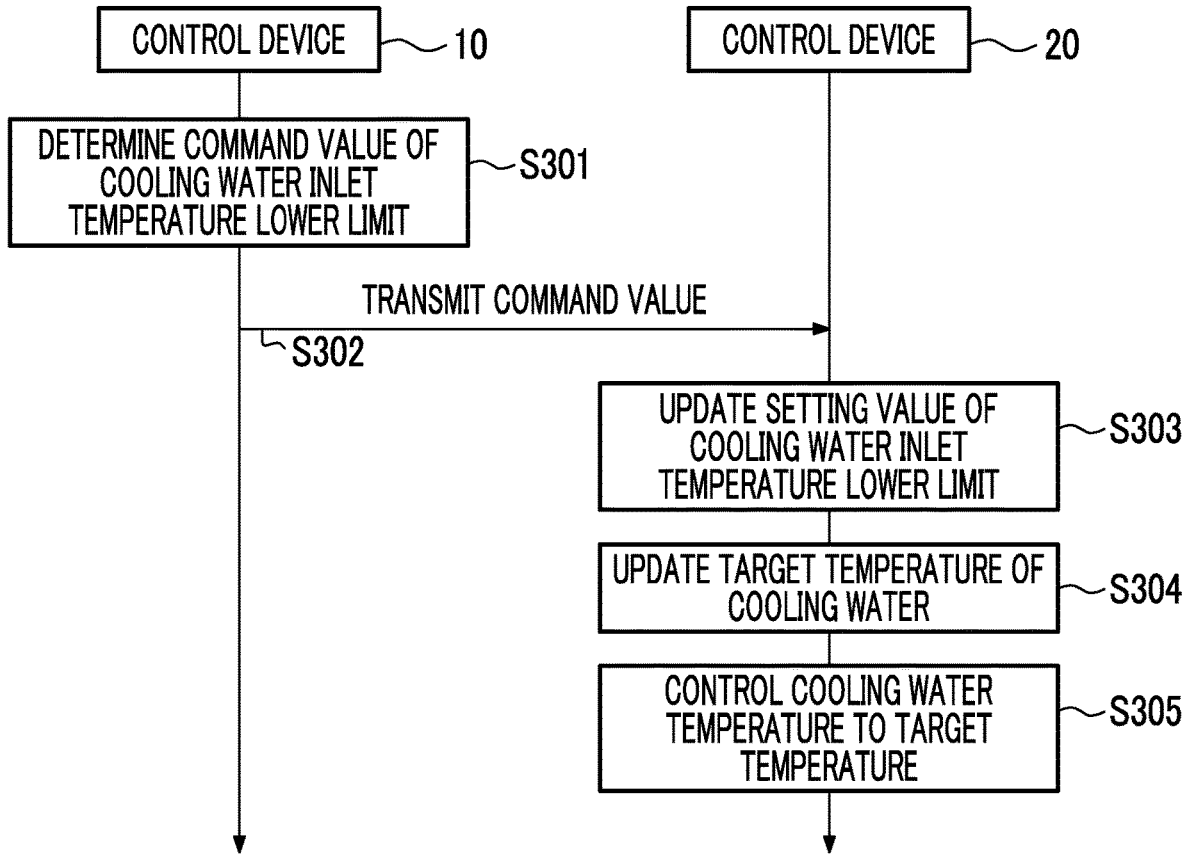 CONTROL DEVICE
10
CONTROL DEVICE
20
DETERMINE COMMAND VALUE OF
COOLING WATER INLET
TEMPERATURE LOWER LIMIT
S301
TRANSMIT COMMAND VALUE
S302
UPDATE SETTING VALUE OF
COOLING WATER INLET
TEMPERATURE LOWER LIMIT
S303
UPDATE TARGET TEMPERATURE OF
COOLING WATER
S304
CONTROL COOLING WATER
TEMPERATURE TO TARGET
TEMPERATURE
S305